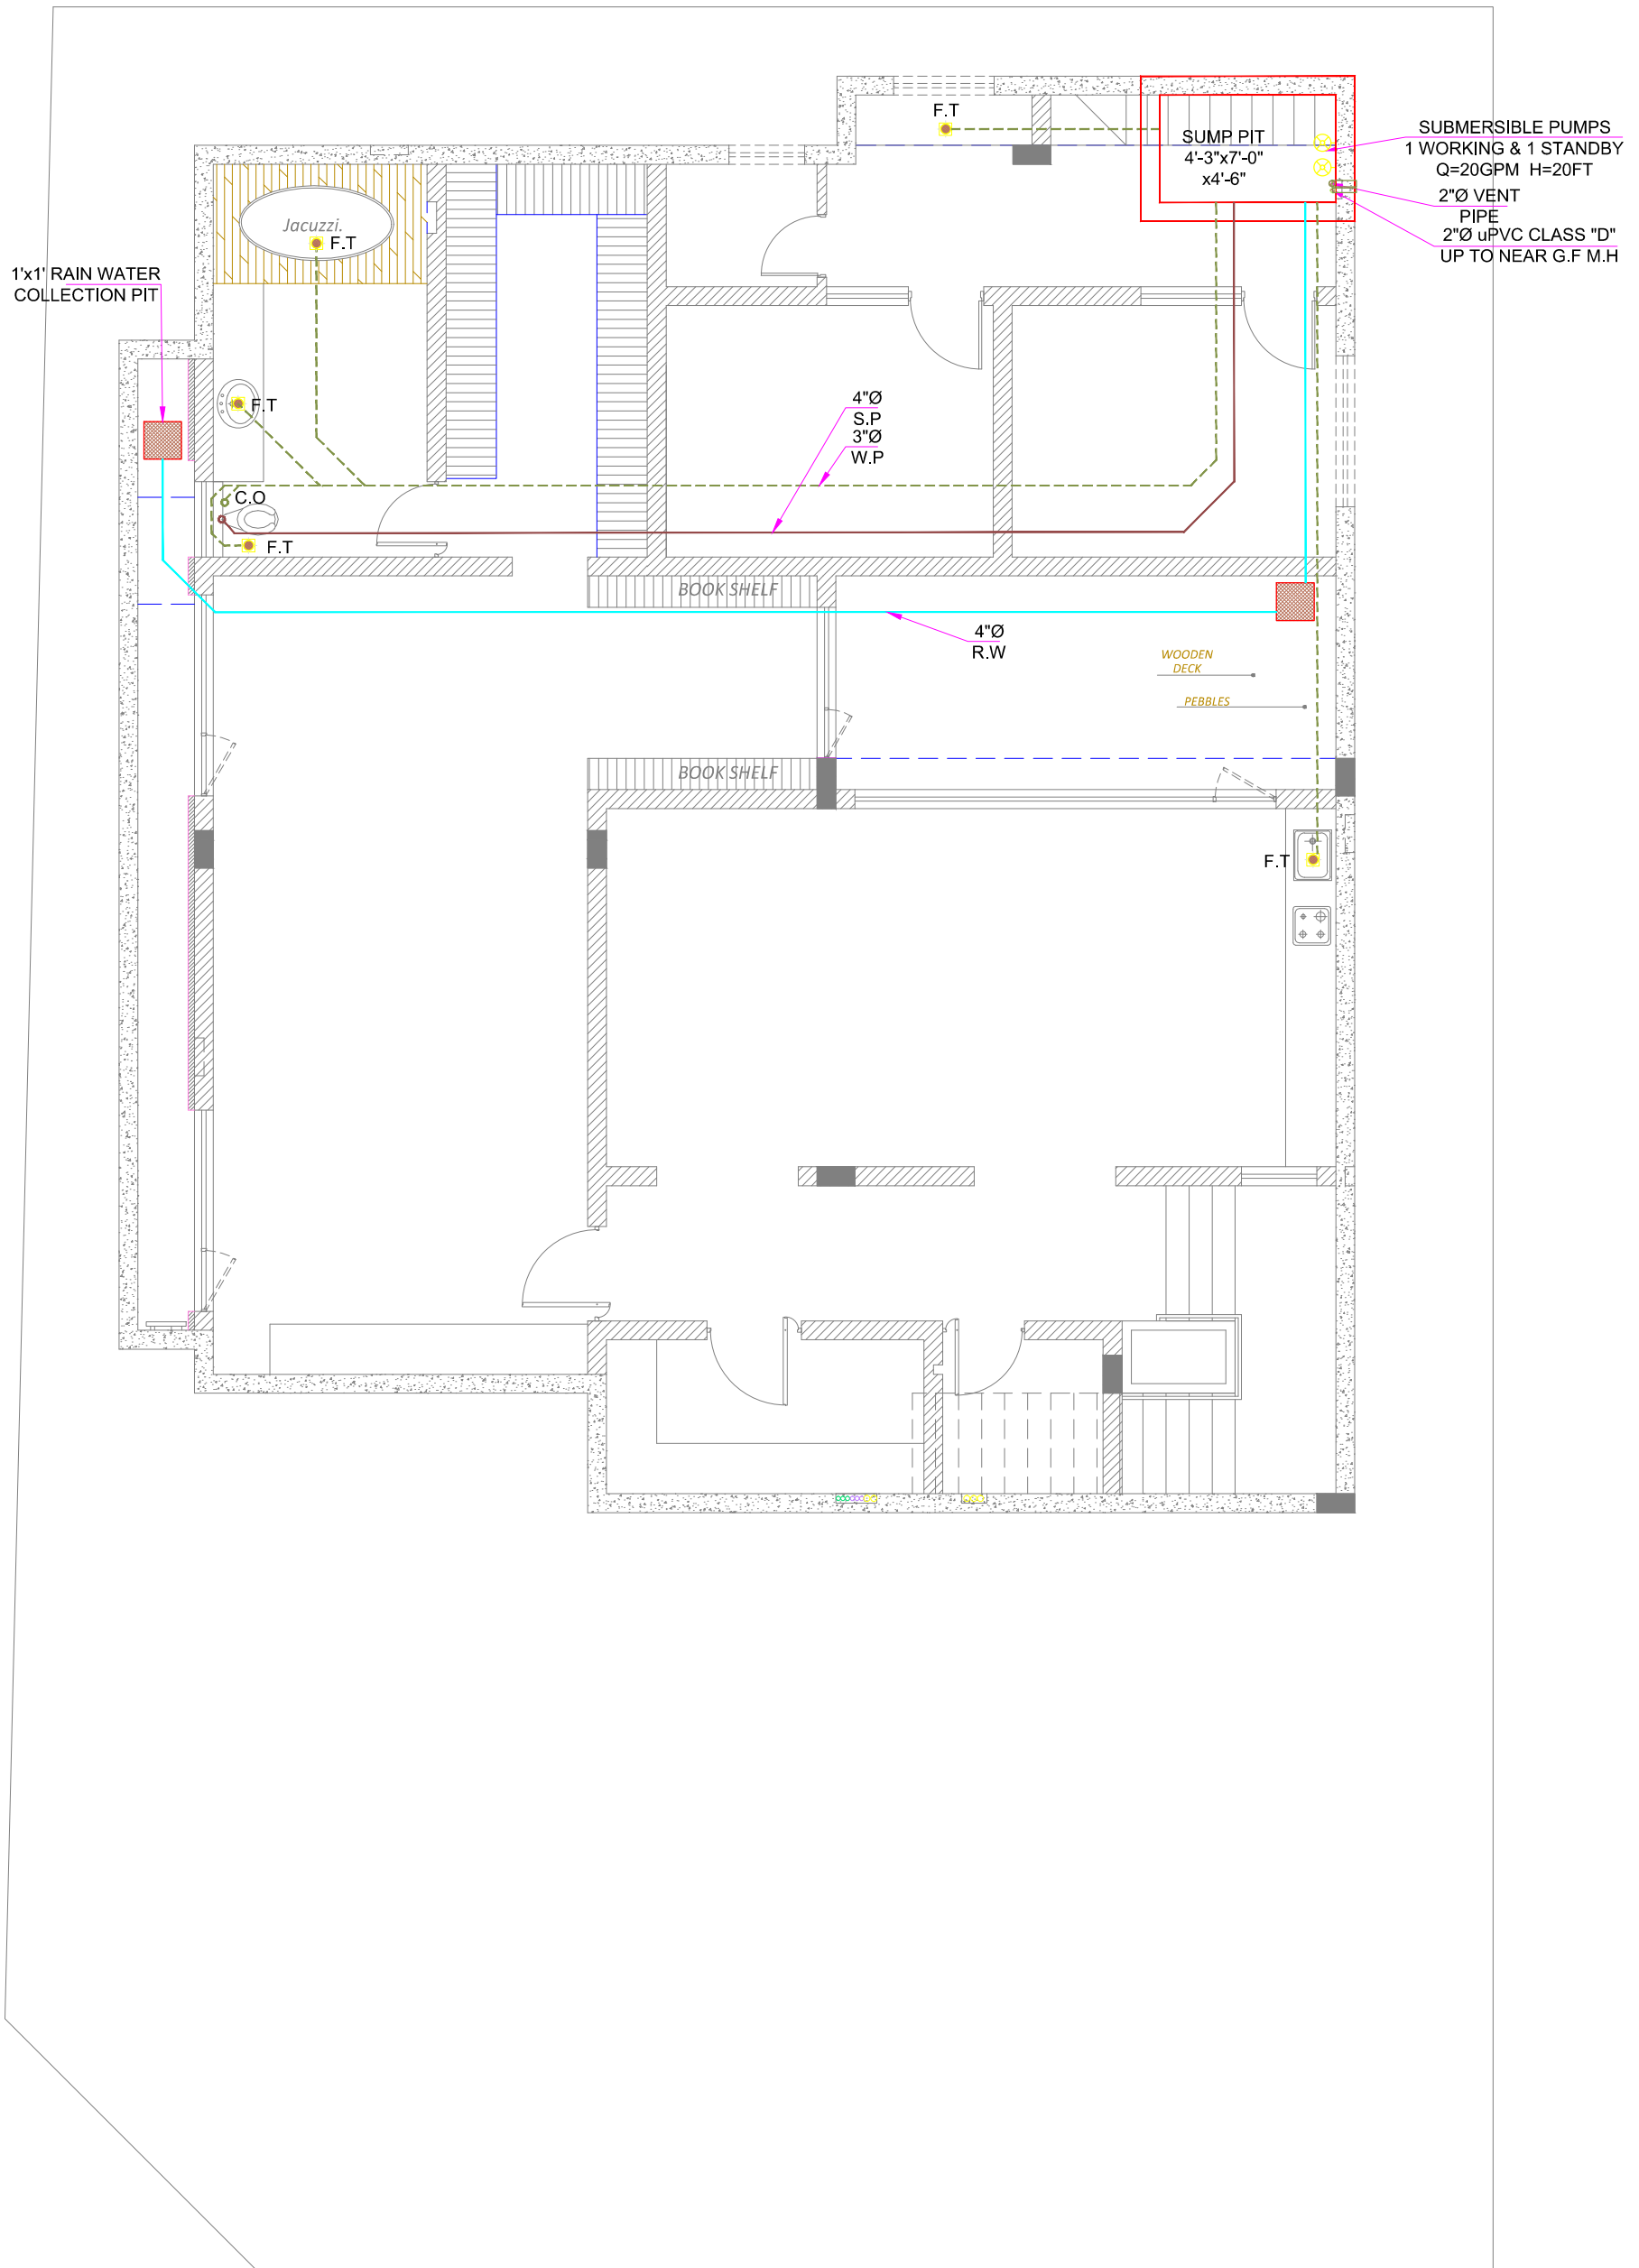 F.T
SUMP PIT
4'-3"x7'-0"
x4'-6"
SUBMERSIBLE PUMPS
1 WORKING & 1 STANDBY
Q=20GPM H=20FT
2"Ø VENT
PIPE
2"Ø uPVC CLASS "D"
UP TO NEAR G.F M.H
Jacuzzi.
F.T
1'x1' RAIN WATER
COLLECTION PIT
F.T
4"Ø
S.P
3"Ø
W.P
C.O
F.T
BOOK SHELF
4"Ø
R.W
WOODEN
DECK
PEBBLES
BOOK SHELF
F.T